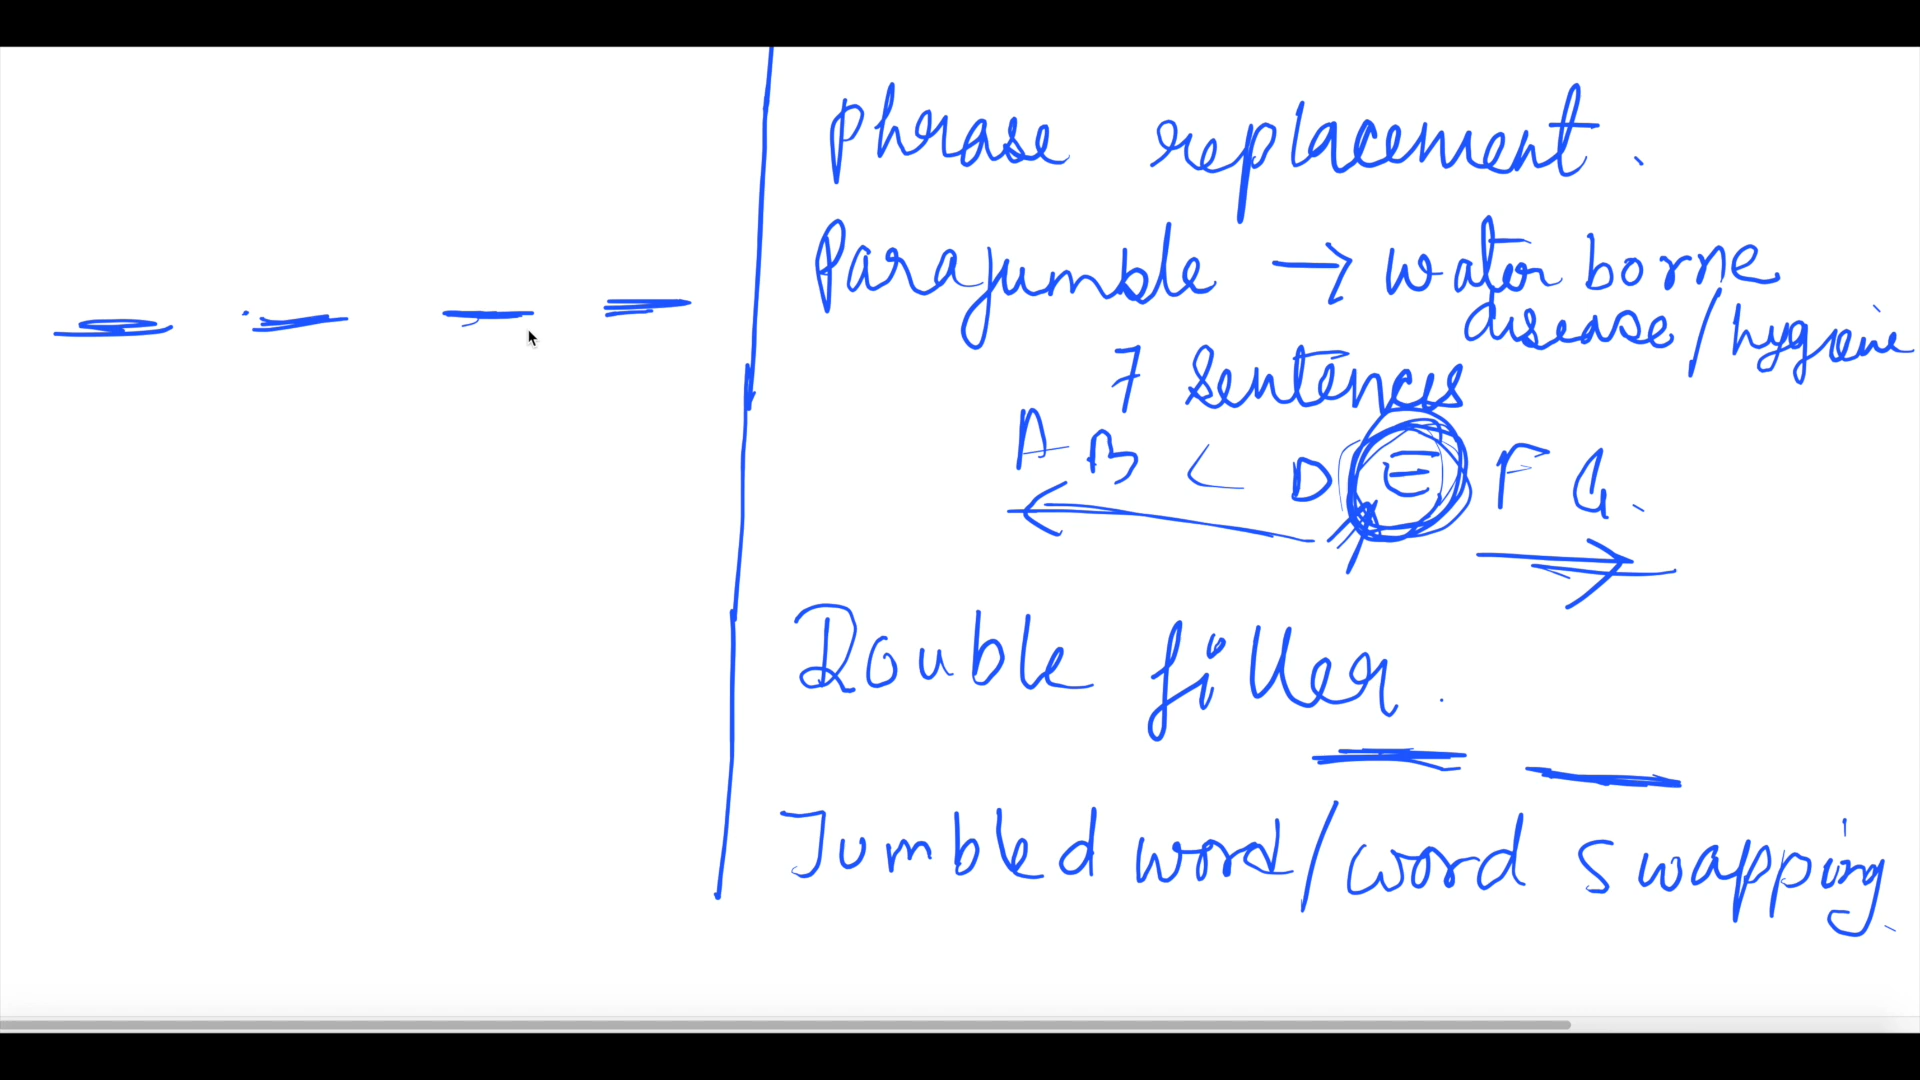 Phrase replacement.
Parajumble → water borne
disease/hygiene
7 sentences
A B C D E F G.
Double filler.
Jumbled word/word swapping.